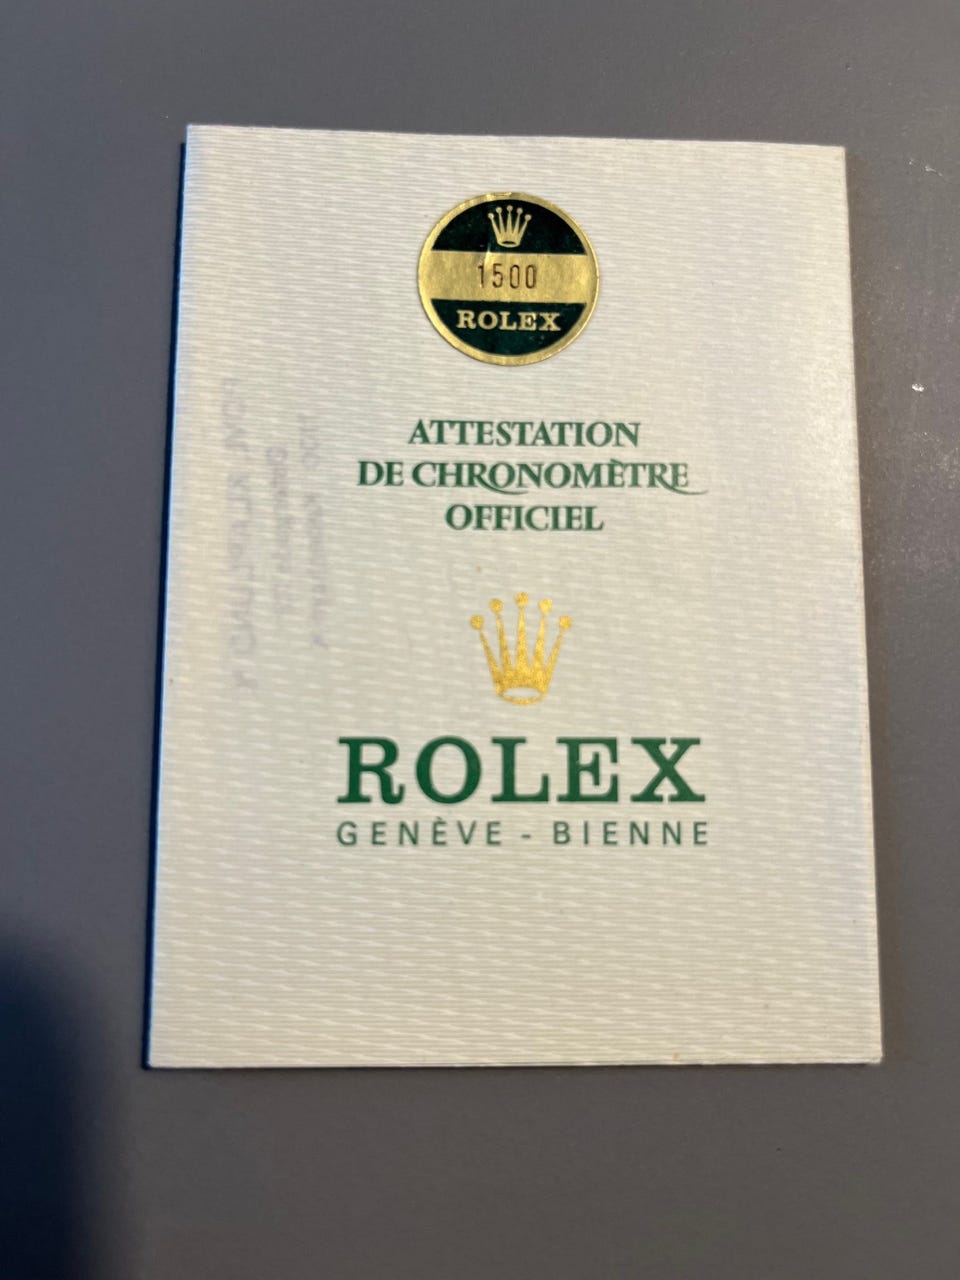 1500
ROLEX
ATTESTATION
DE CHRONOMÈTRE
OFFICIEL
ROLEX
GENÈVE - BIENNE